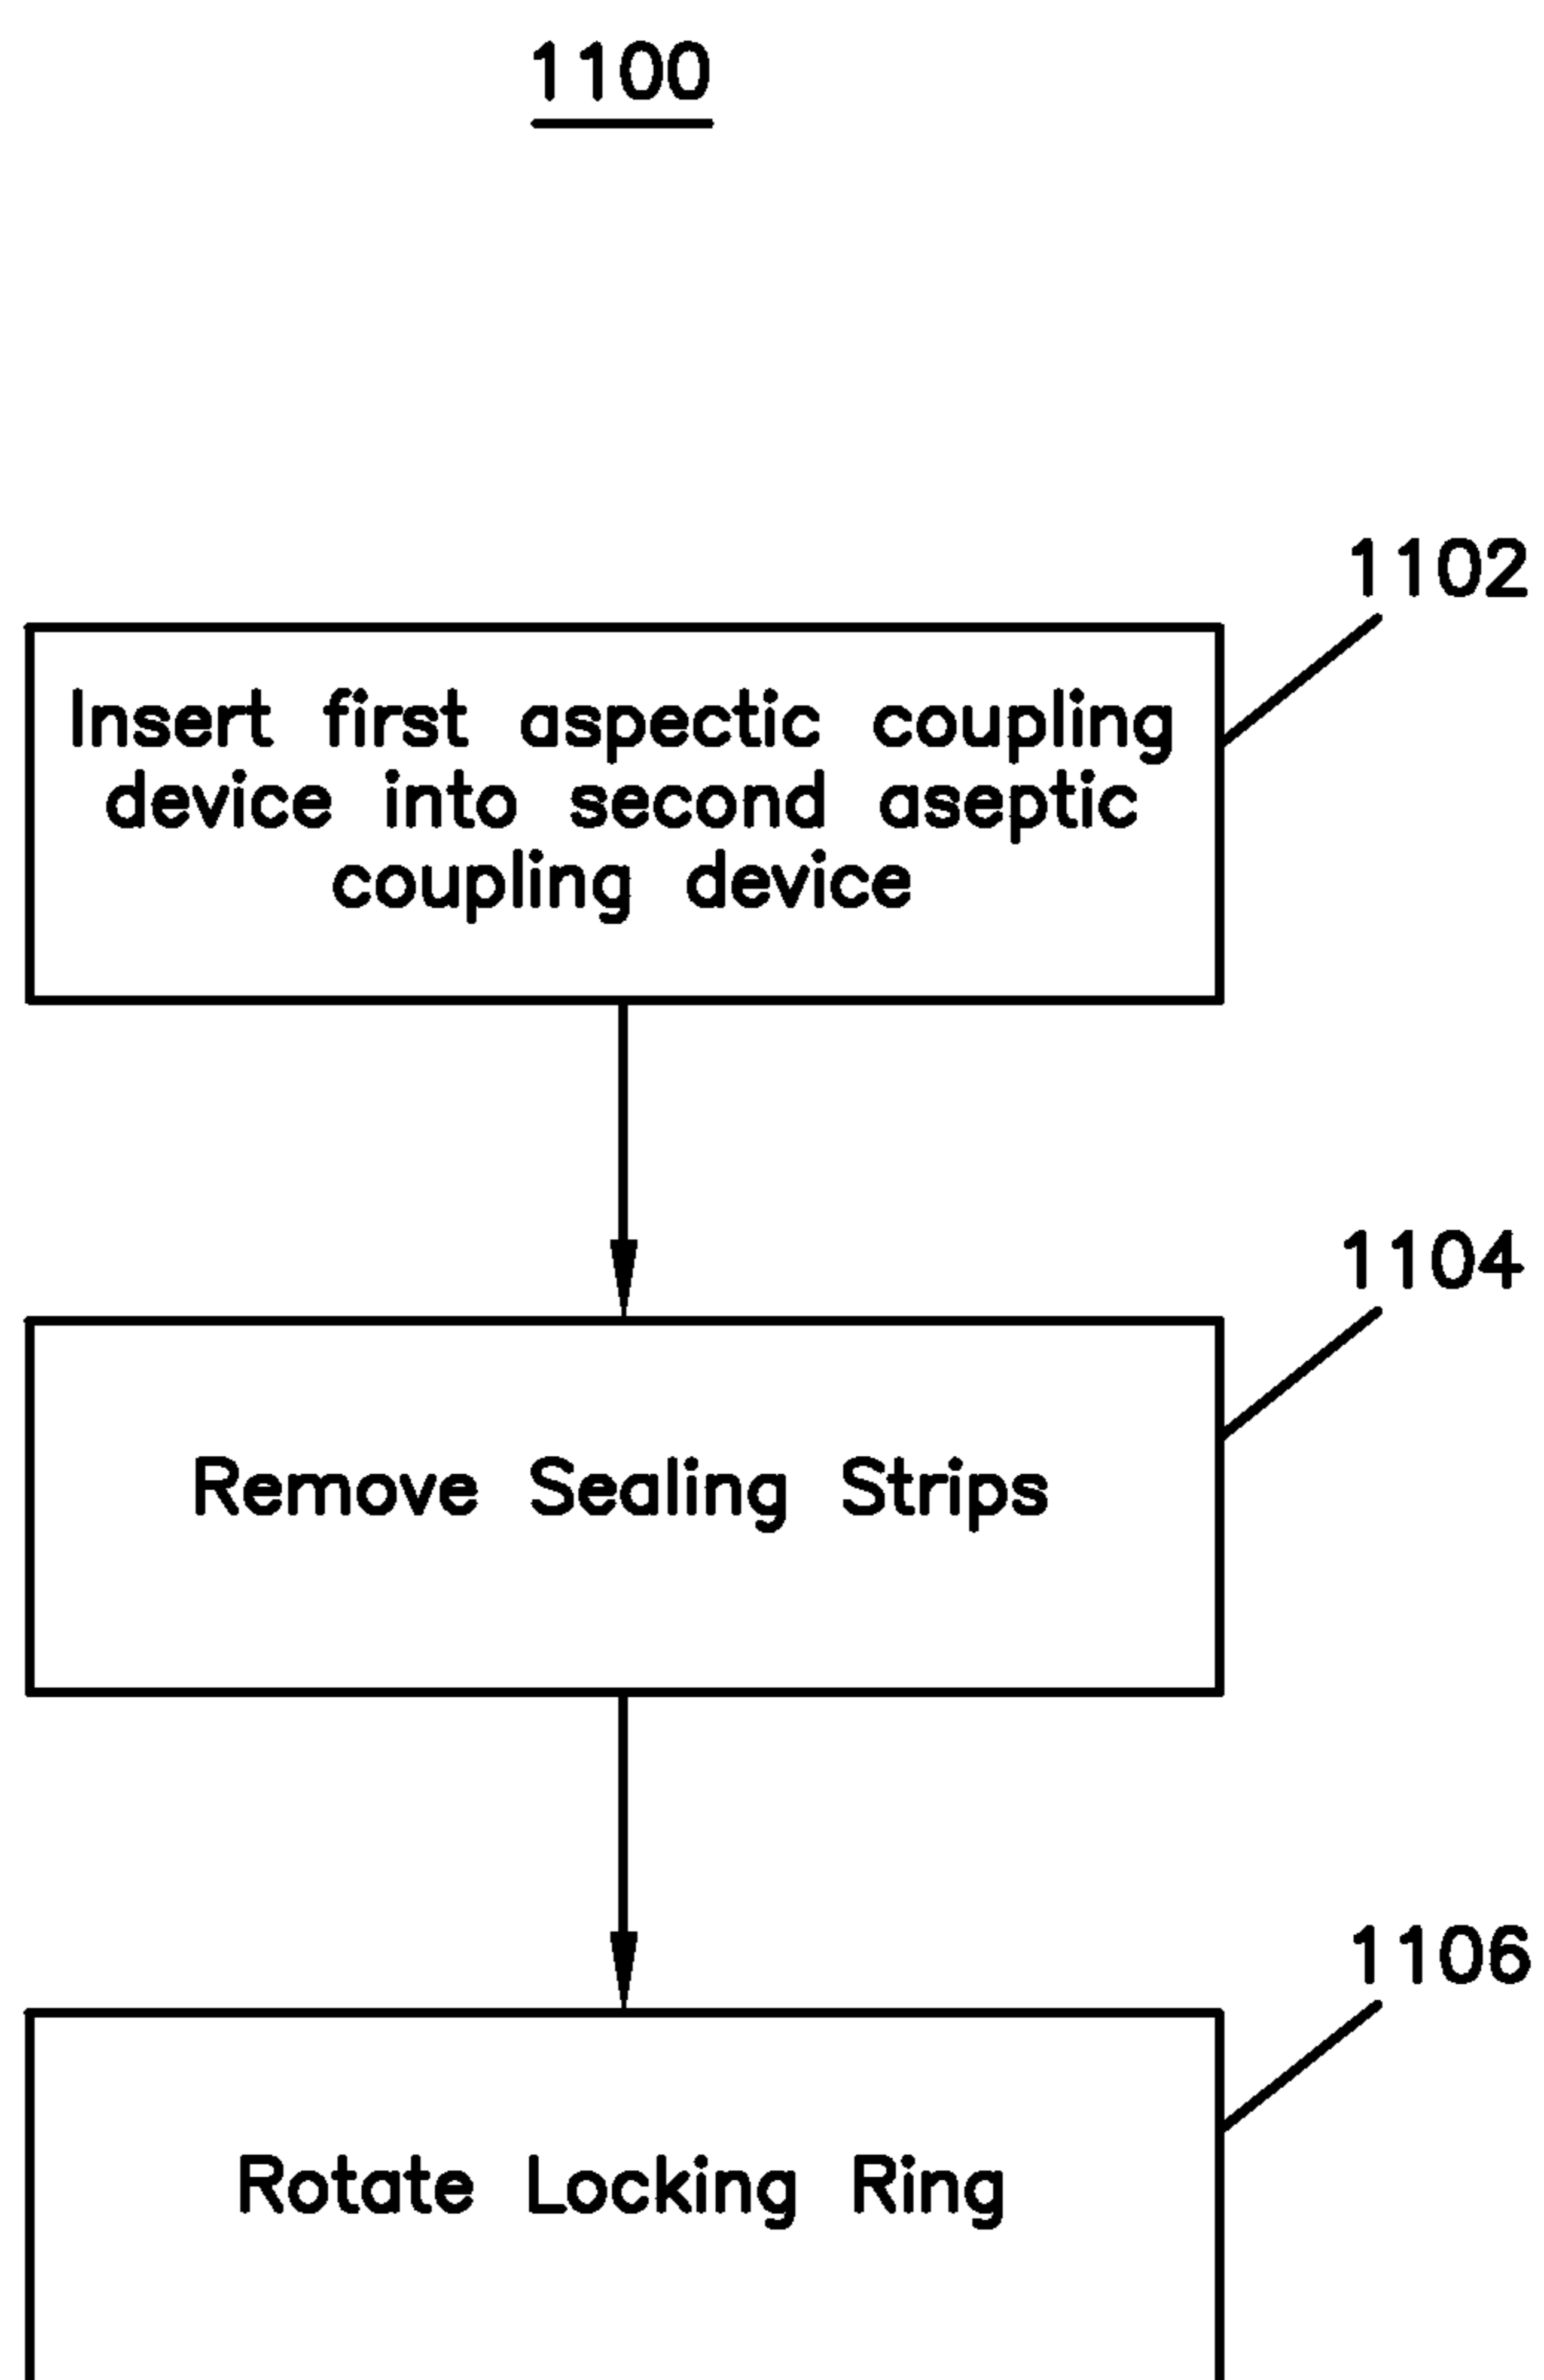 1100
1102
Insert first aspectic coupling
device into second aseptic
coupling device
1104
Remove Sealing Strips
1106
Rotate Locking Ring